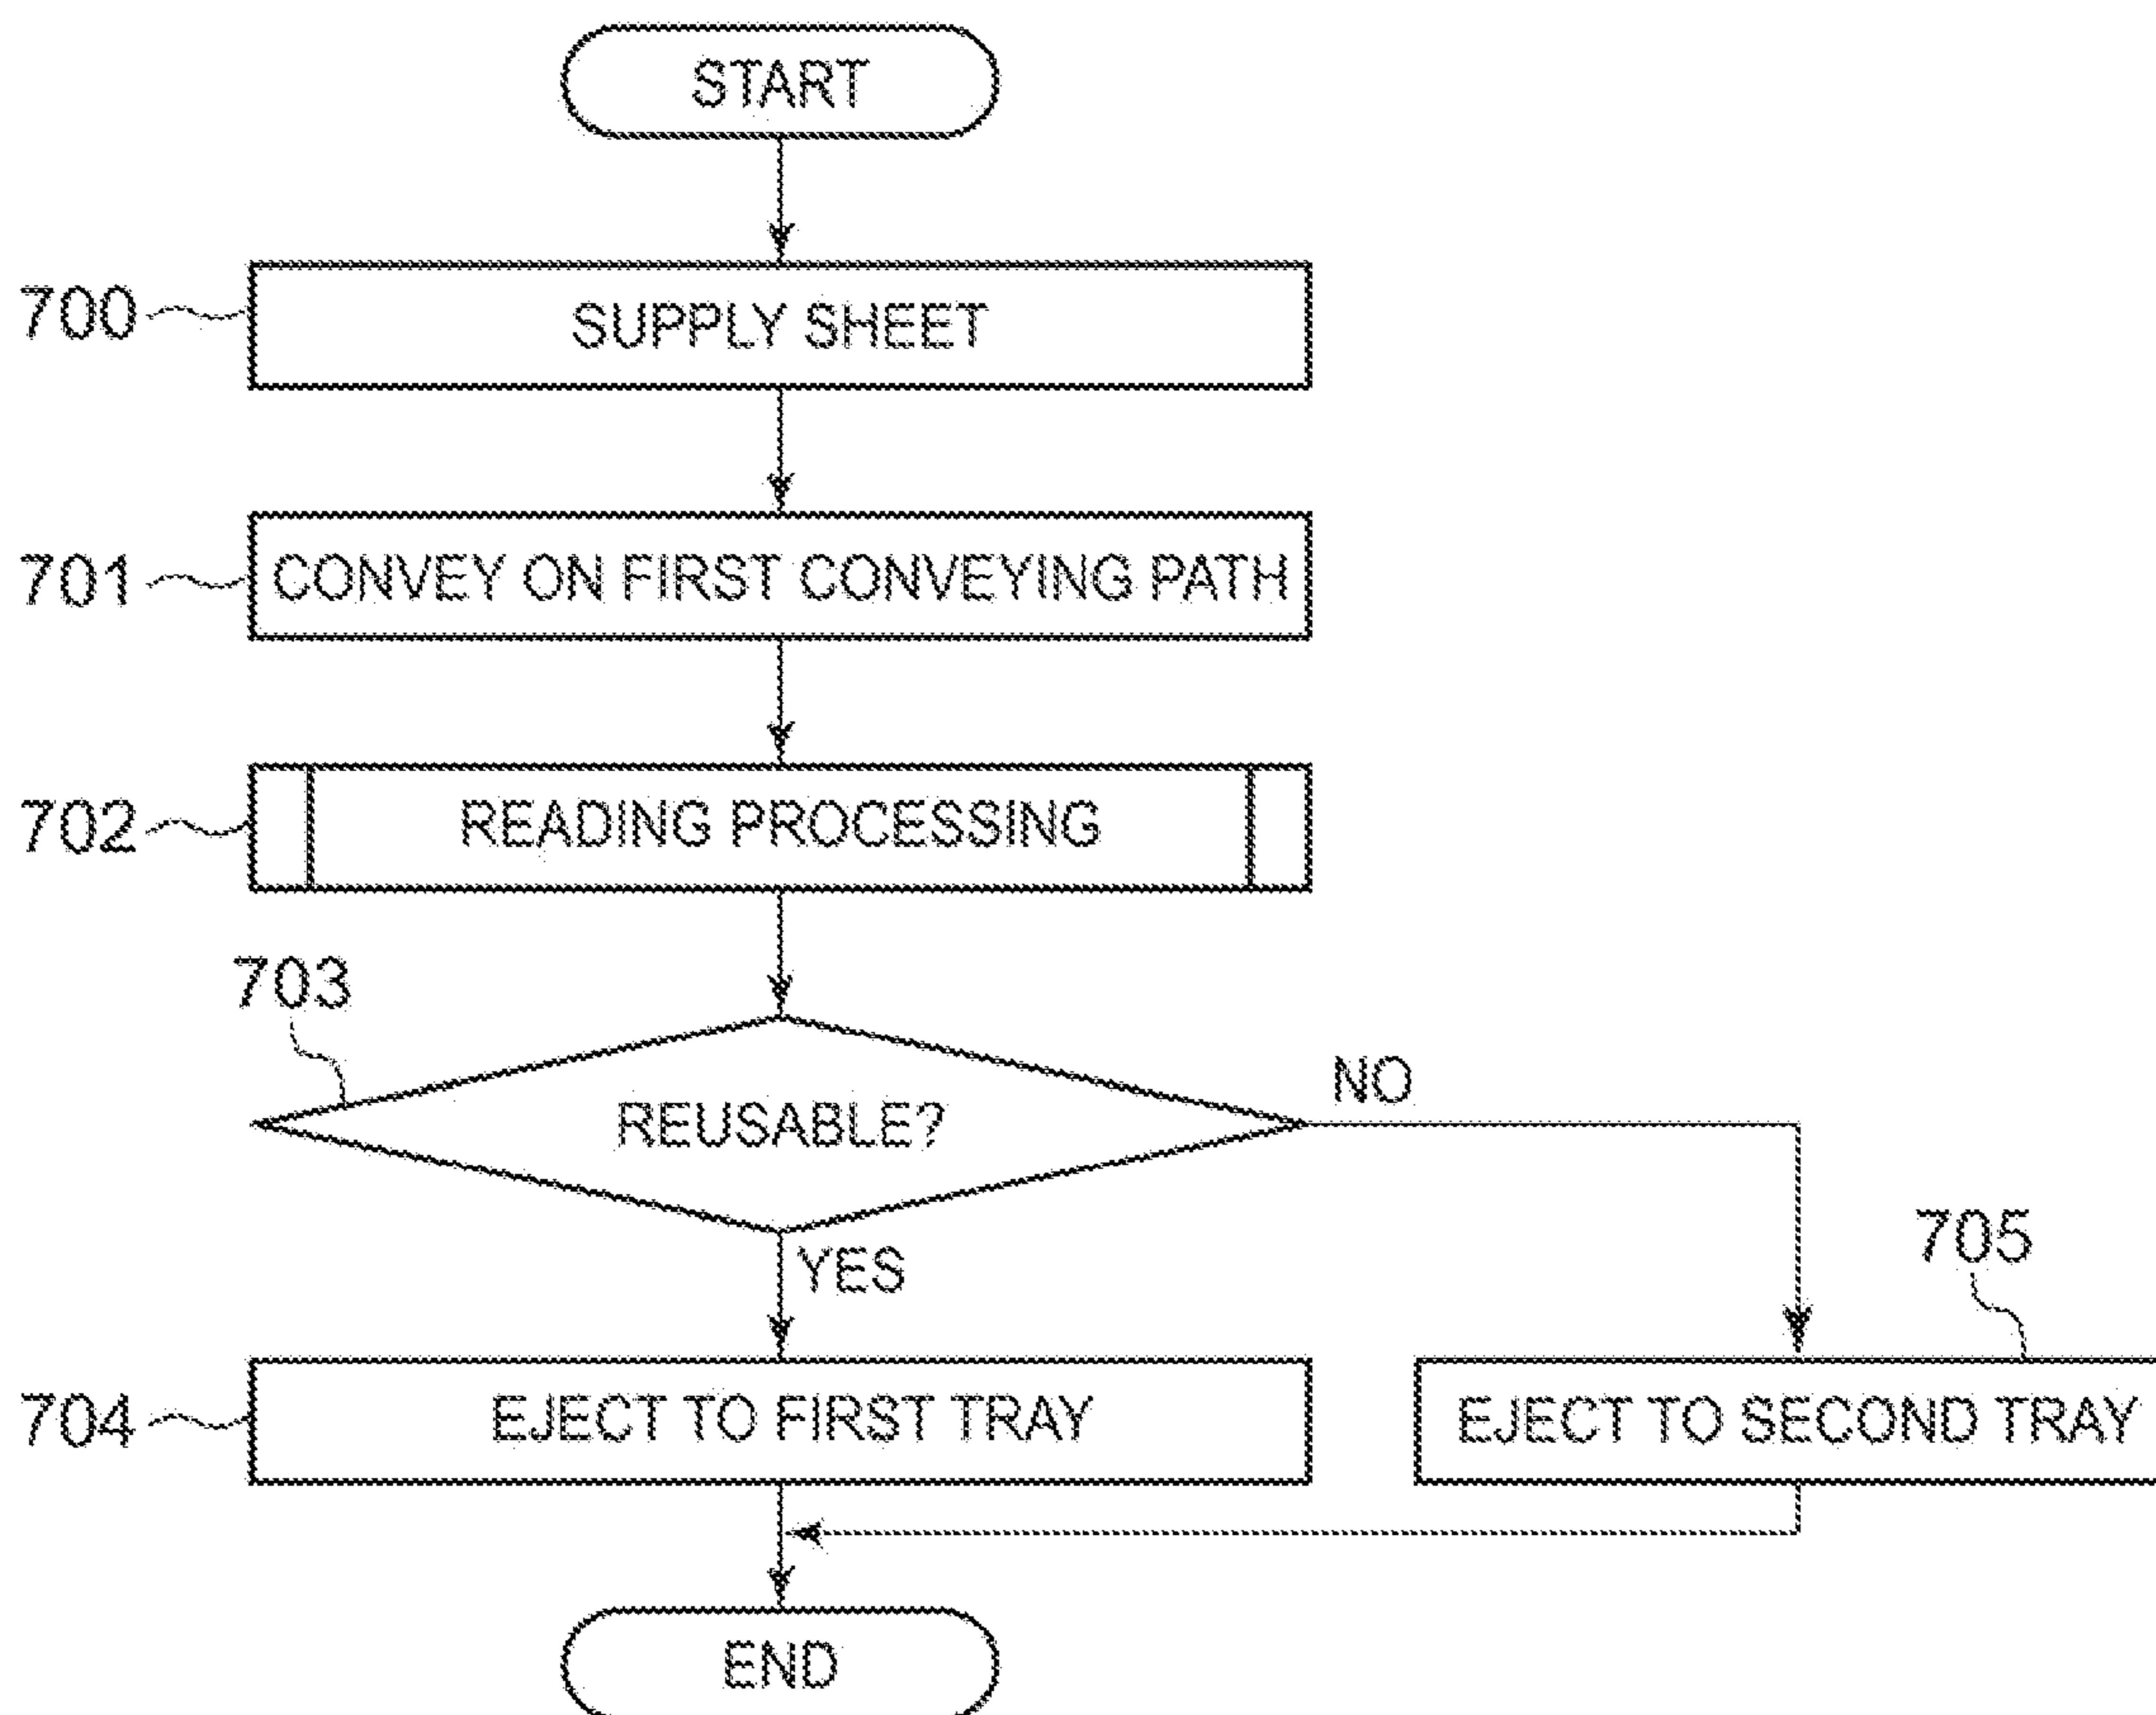 START
700
SUPPLY SHEET
701
CONVEY ON FIRST CONVEYING PATH
702
READING PROCESSING
703
REUSABLE?
NO
YES
705
704
EJECT TO FIRST TRAY
EJECT TO SECOND TRAY
END